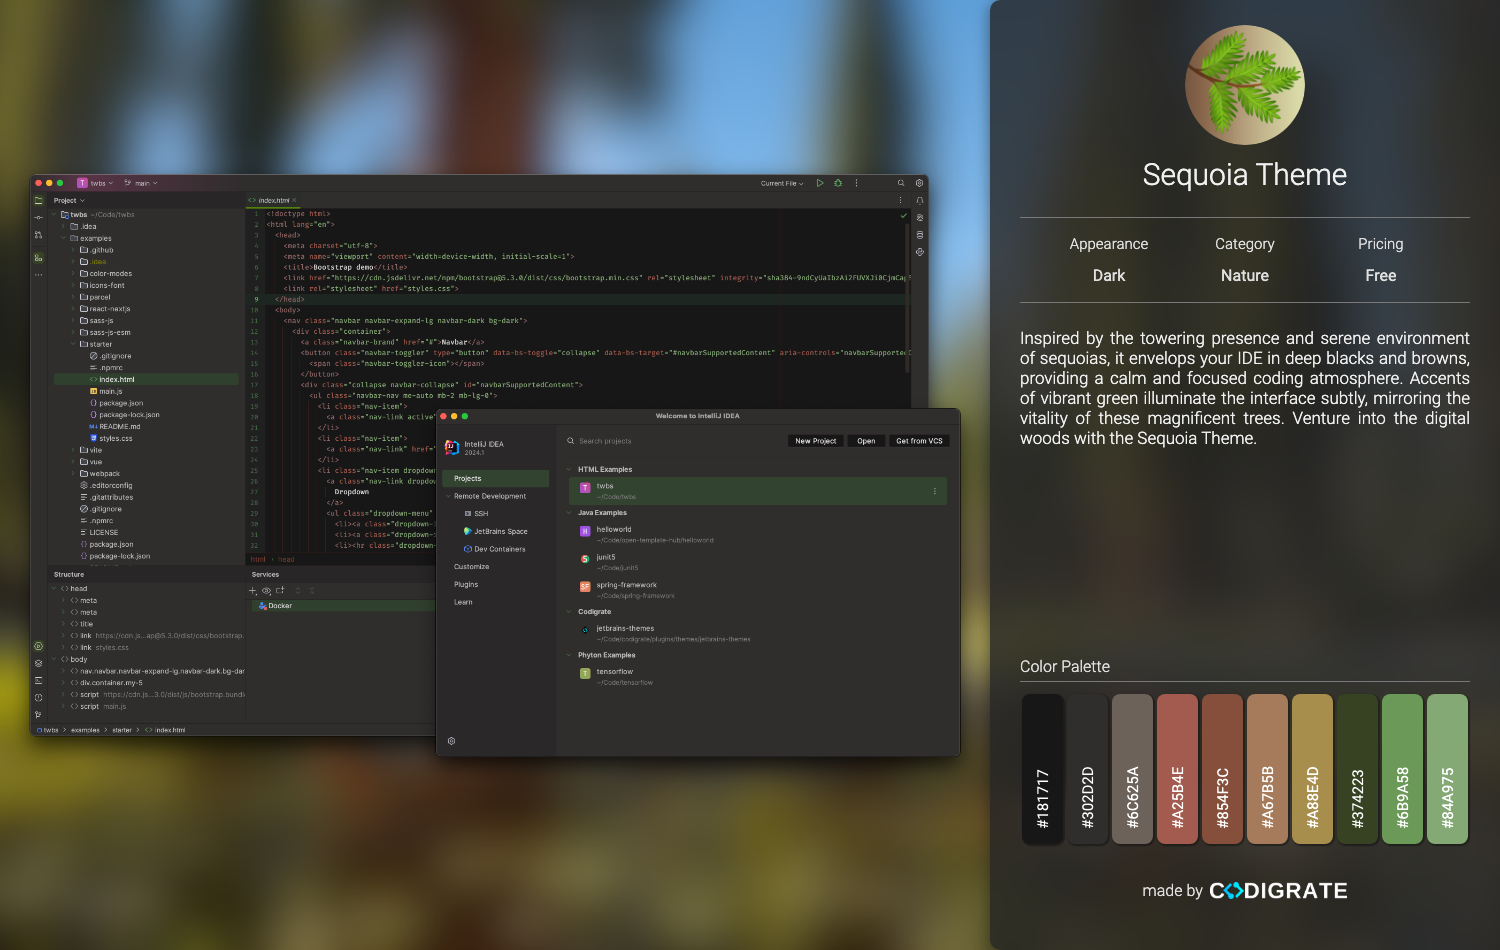 twbs
main
Current File
Project
index.html
twbs ~/Code/twbs
.idea
examples
.github
.idea
color-modes
icons-font
parcel
react-nextjs
sass-js
sass-js-esm
starter
.gitignore
.npmrc
index.html
main.js
package.json
package-lock.json
README.md
styles.css
vite
vue
webpack
.editorconfig
.gitattributes
.gitignore
.npmrc
LICENSE
package.json
package-lock.json
1 <!doctype html>
2 <html lang="en">
3 <head>
4 <meta charset="utf-8">
5 <meta name="viewport" content="width=device-width, initial-scale=1">
6 <title>Bootstrap demo</title>
7 <link href="https://cdn.jsdelivr.net/npm/bootstrap@5.3.0/dist/css/bootstrap.min.css" rel="stylesheet" integrity=
8 <link rel="stylesheet" href="styles.css">
9 </head>
10 <body>
11 <nav class="navbar navbar-expand-lg navbar-dark bg-dark">
12 <div class="container">
13 <a class="navbar-brand" href="#">Navbar</a>
14 <button class="navbar-toggler" type="button" data-bs-toggle="collapse" data-bs-target="#navbarSupportedContent" aria-controls="navbarSupported
15 <span class="navbar-toggler-icon"></span>
16 </button>
17 <div class="collapse navbar-collapse" id="navbarSupportedContent">
18 <ul class="navbar-nav me-auto mb-2 mb-lg-0">
19 <li class="nav-item">
20 <a class="nav-link active"
21 </li>
22 <li class="nav-item">
23 <a class="nav-link" href="
24 </li>
25 <li class="nav-item dropdown
26 <a class="nav-link dropdow
27 Dropdown
28 </a>
29 <ul class="dropdown-menu"
30 <li><a class="dropdown-i
31 <li><a class="dropdown-i
32 <li><hr class="dropdown-
html > head
Structure
head
meta
meta
title
link https://cdn.js...ap@5.3.0/dist/css/bootstrap.
link styles.css
body
nav.navbar.navbar-expand-lg.navbar-dark.bg-dar
div.container.my-5
script https://cdn.js...3.0/dist/js/bootstrap.bundl
script main.js
Services
Docker
twbs > examples > starter > index.html
Welcome to IntelliJ IDEA
IntelliJ IDEA
2024.1
Projects
Remote Development
SSH
JetBrains Space
Dev Containers
Customize
Plugins
Learn
Search projects
New Project
Open
Get from VCS
HTML Examples
T
twbs
~/Code/twbs
Java Examples
H
helloworld
~/Code/open-template-hub/helloworld
junit5
~/Code/junit5
SF
spring-framework
~/Code/spring-framework
Codigrate
jetbrains-themes
~/Code/codigrate/plugins/themes/jetbrains-themes
Phyton Examples
T
tensorflow
~/Code/tensorflow
Sequoia Theme
Appearance
Category
Pricing
Dark
Nature
Free
Inspired by the towering presence and serene environment
of sequoias, it envelops your IDE in deep blacks and browns,
providing a calm and focused coding atmosphere. Accents
of vibrant green illuminate the interface subtly, mirroring the
vitality of these magnificent trees. Venture into the digital
woods with the Sequoia Theme.
Color Palette
#181717
#302D2D
#6C625A
#A25B4E
#854F3C
#A67B5B
#A88E4D
#374223
#6B9A58
#84A975
made by CODIGRATE